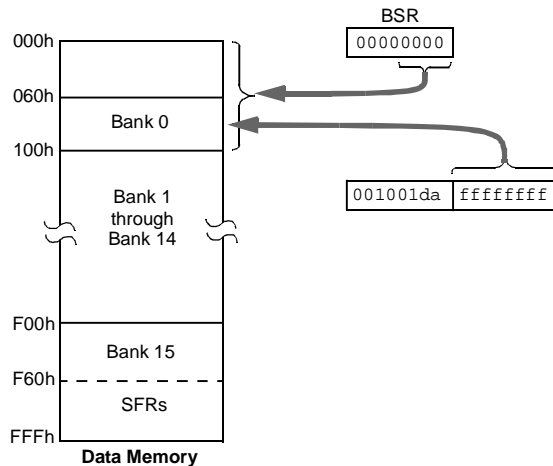 BSR
00000000
000h
060h
Bank 0
100h
001001da ffffffff
Bank 1
through
Bank 14
F00h
Bank 15
F60h
SFRs
FFFh
Data Memory